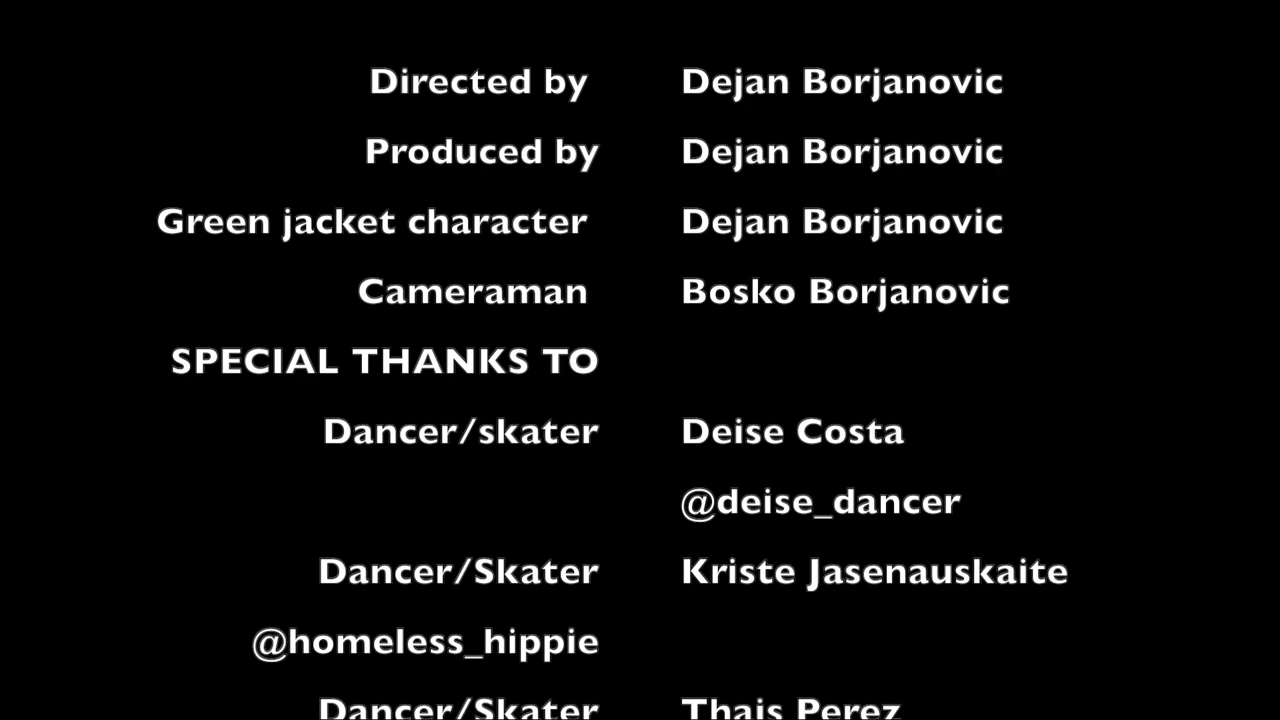 Directed by Dejan Borjanovic
Produced by Dejan Borjanovic
Green jacket character Dejan Borjanovic
Cameraman Bosko Borjanovic
SPECIAL THANKS TO
Dancer/skater Deise Costa
@deise_dancer
Dancer/Skater Kriste Jasenauskaite
@homeless_hippie
Dancer/Skater Thais Perez